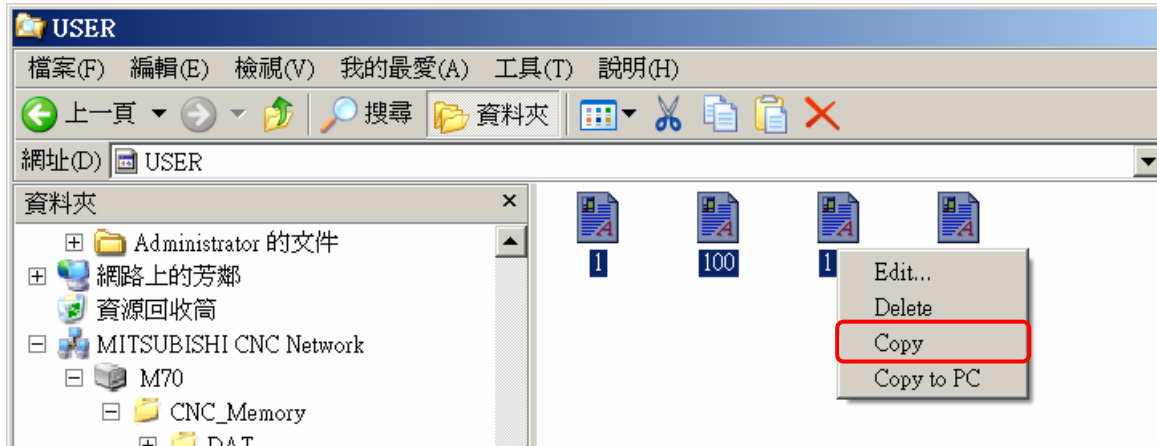 USER
檔案(F) 編輯(E) 檢視(V) 我的最愛(A) 工具(T) 說明(H)
上一頁 搜尋 資料夾
網址(D) USER
資料夾 ×
Administrator 的文件
網路上的芳鄰
資源回收筒
MITSUBISHI CNC Network
M70
CNC_Memory
DAT
1 100 1
Edit...
Delete
Copy
Copy to PC